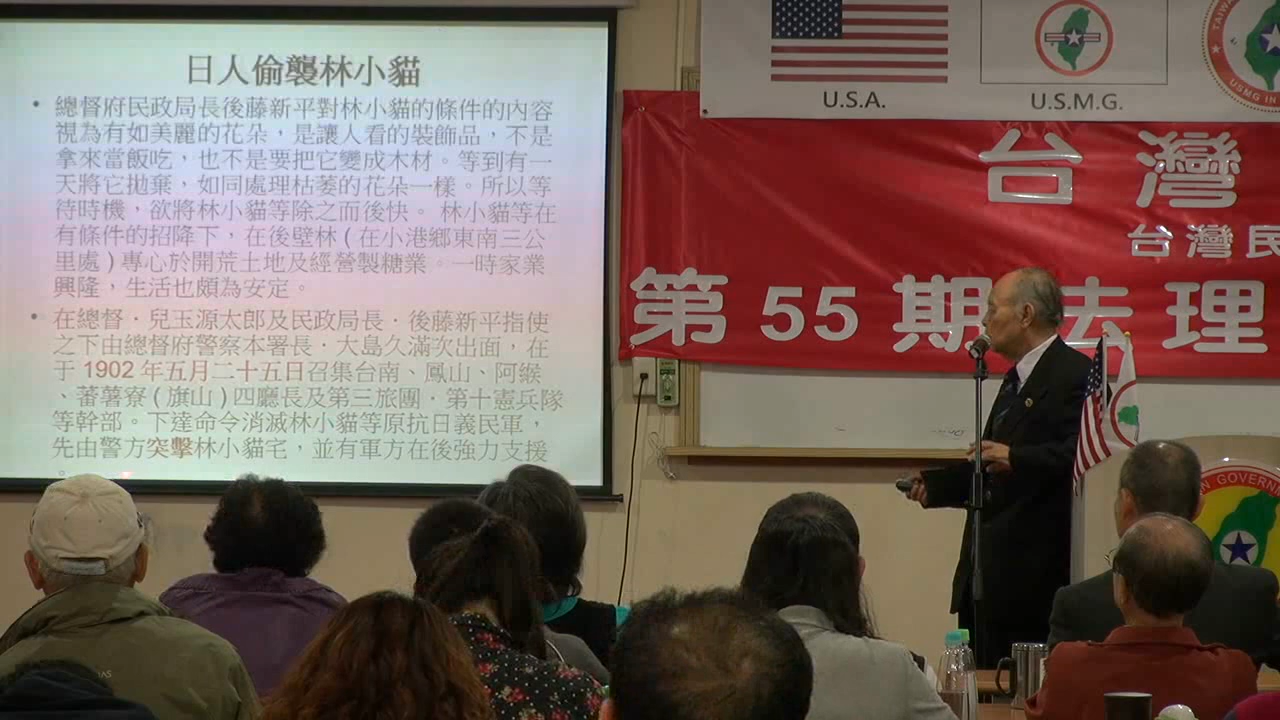 日人偷襲林小貓
• 總督府民政局長後藤新平對林小貓的條件的內容
視為有如美麗的花朵，是讓人看的裝飾品，不是
拿來當飯吃，也不是要把它變成木材。等到有一
天將它拋棄，如同處理枯萎的花朵一樣。所以等
待時機，欲將林小貓等除之而後快。 林小貓等在
有條件的招降下，在後壁林 ( 在小港鄉東南三公
里處 ) 專心於開荒土地及經營製糖業。一時家業
興隆，生活也頗為安定。
• 在總督．兒玉源太郎及民政局長．後藤新平指使
之下由總督府警察本署長．大島久滿次出面，在
于 1902 年五月二十五日召集台南、鳳山、阿緱
、蕃薯寮 ( 旗山 ) 四廳長及第三旅團．第十憲兵隊
等幹部。下達命令消滅林小貓等原抗日義民軍，
先由警方突擊林小貓宅，並有軍方在後強力支援
。
U.S.A.
U.S.M.G.
TAIWAN
USMG IN
台灣
台灣民
第 55 期法理
N GOVERN